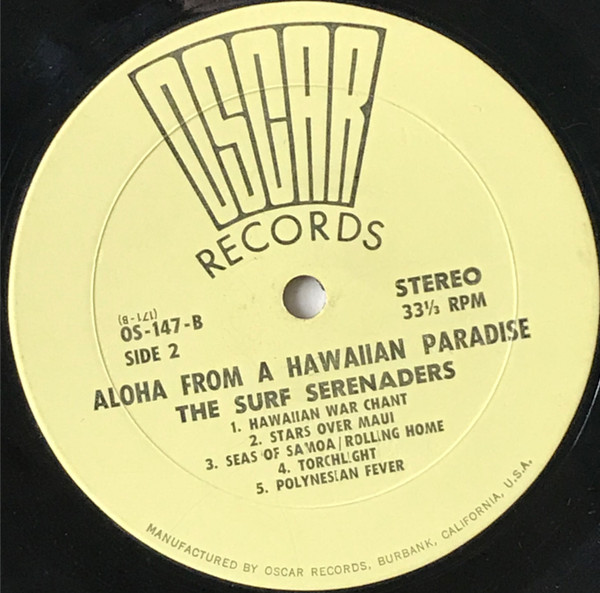 OSCAR
RECORDS
STEREO
33⅓ RPM
(171-B)
OS-147-B
SIDE 2
ALOHA FROM A HAWAIIAN PARADISE
THE SURF SERENADERS
1. HAWAIIAN WAR CHANT
2. STARS OVER MAUI
3. SEAS OF SAMOA/ROLLING HOME
4. TORCHLIGHT
5. POLYNESIAN FEVER
MANUFACTURED BY OSCAR RECORDS, BURBANK, CALIFORNIA, U.S.A.